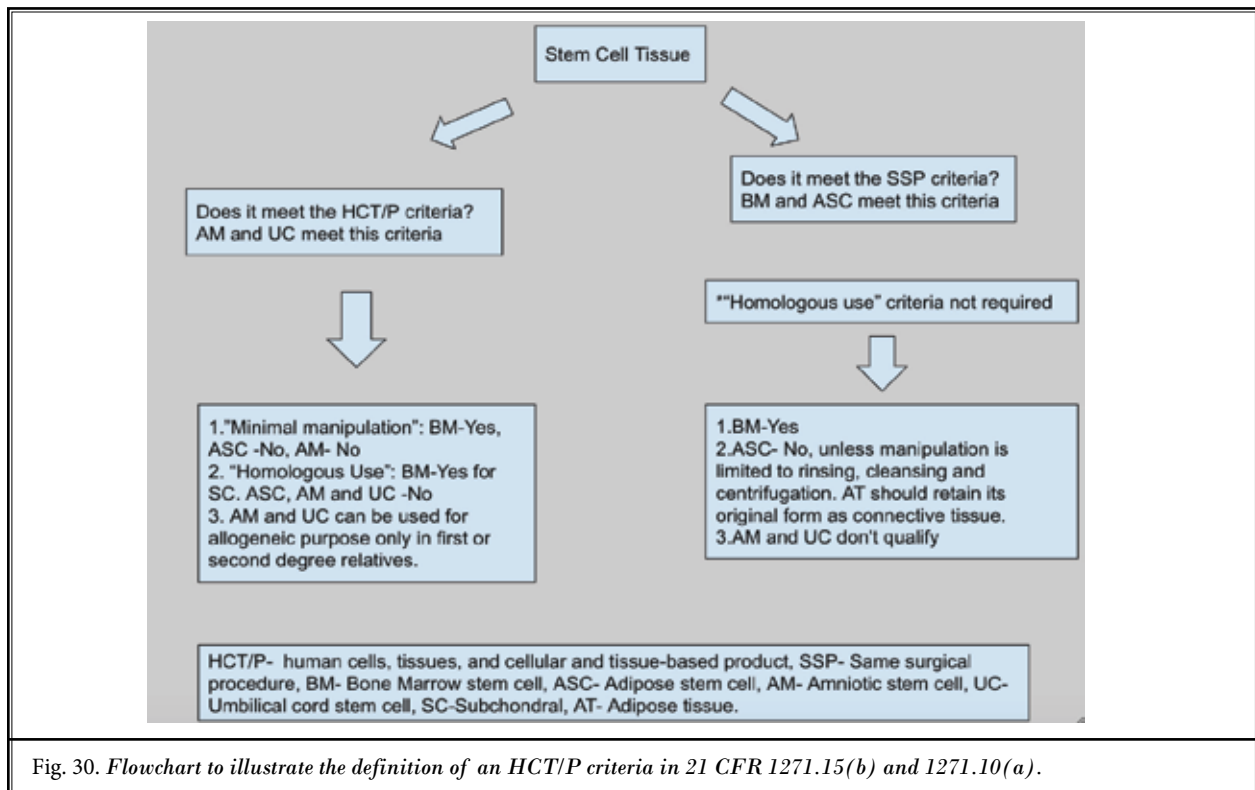 Stem Cell Tissue
Does it meet the HCT/P criteria?
AM and UC meet this criteria
Does it meet the SSP criteria?
BM and ASC meet this criteria
*"Homologous use" criteria not required
1."Minimal manipulation": BM-Yes,
ASC -No, AM- No
2. "Homologous Use": BM-Yes for
SC. ASC, AM and UC -No
3. AM and UC can be used for
allogeneic purpose only in first or
second degree relatives.
1.BM-Yes
2.ASC- No, unless manipulation is
limited to rinsing, cleansing and
centrifugation. AT should retain its
original form as connective tissue.
3.AM and UC don't qualify
HCT/P- human cells, tissues, and cellular and tissue-based product, SSP- Same surgical
procedure, BM- Bone Marrow stem cell, ASC- Adipose stem cell, AM- Amniotic stem cell, UC-
Umbilical cord stem cell, SC-Subchondral, AT- Adipose tissue.
Fig. 30. Flowchart to illustrate the definition of an HCT/P criteria in 21 CFR 1271.15(b) and 1271.10(a).